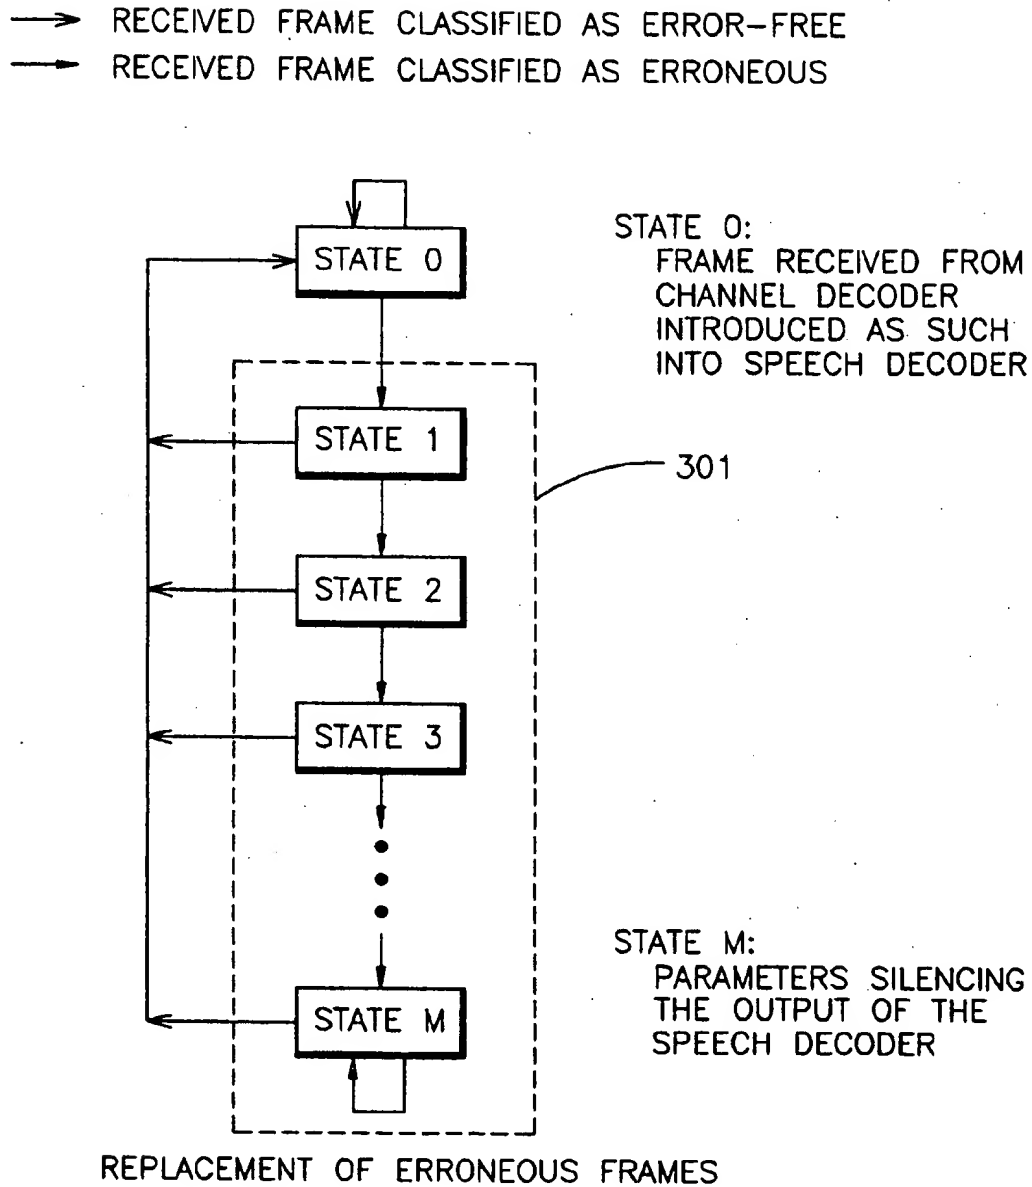 RECEIVED FRAME CLASSIFIED AS ERROR-FREE
RECEIVED FRAME CLASSIFIED AS ERRONEOUS
STATE 0
STATE 0:
FRAME RECEIVED FROM
CHANNEL DECODER
INTRODUCED AS SUCH
INTO SPEECH DECODER
STATE 1
301
STATE 2
STATE 3
STATE M
STATE M:
PARAMETERS SILENCING
THE OUTPUT OF THE
SPEECH DECODER
REPLACEMENT OF ERRONEOUS FRAMES